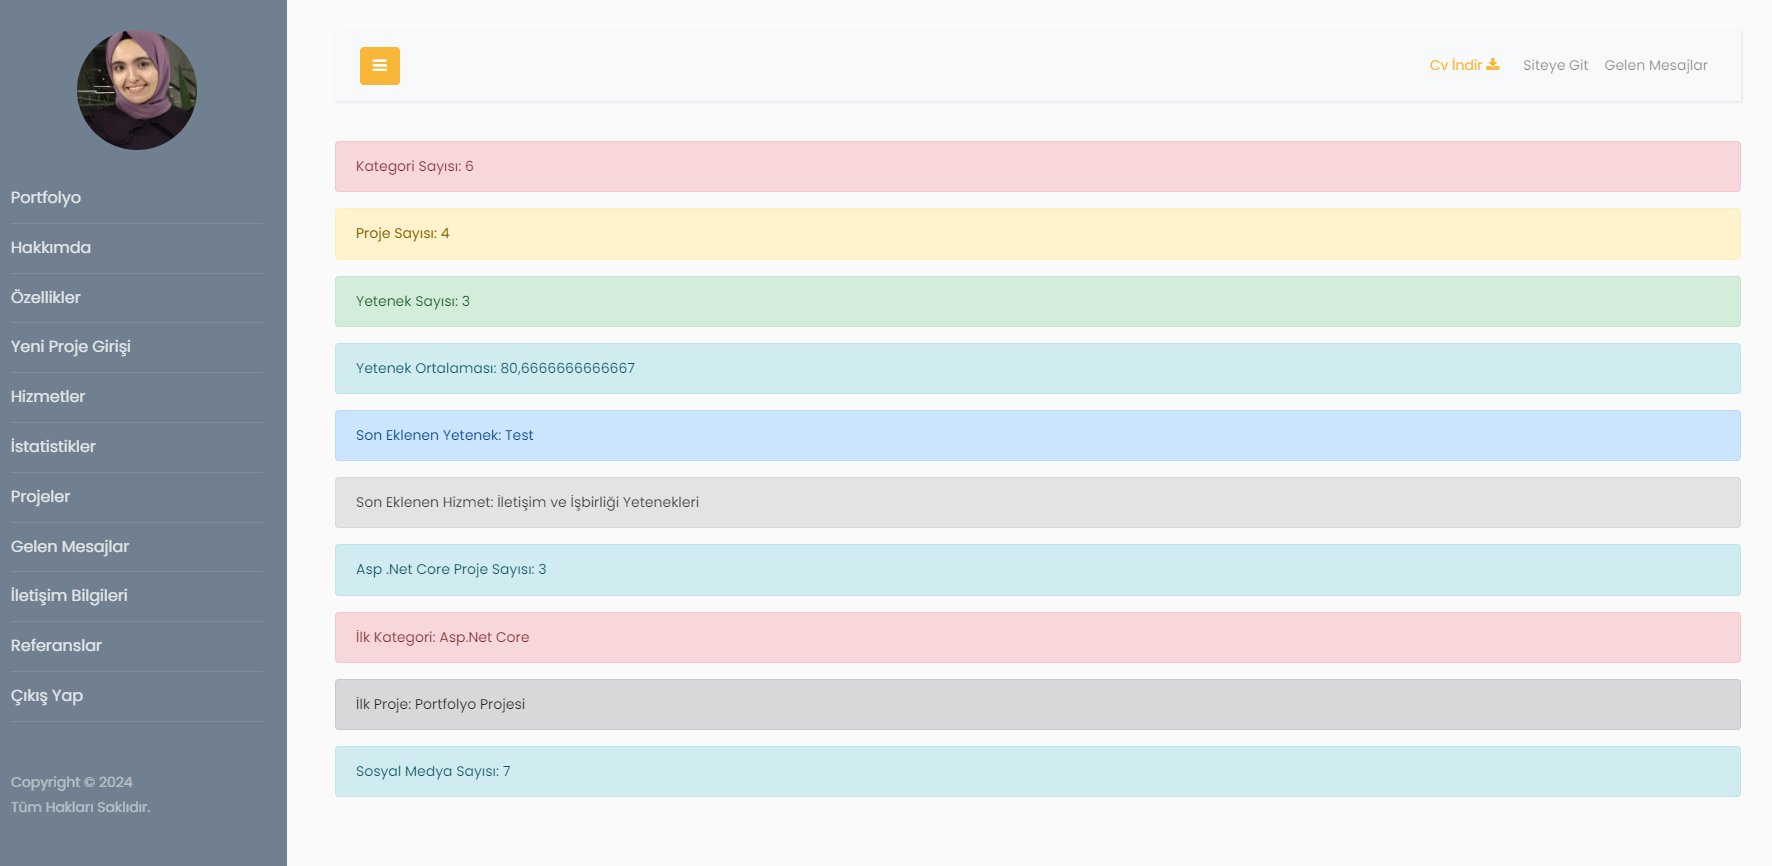 Portfolyo
Hakkımda
Özellikler
Yeni Proje Girişi
Hizmetler
İstatistikler
Projeler
Gelen Mesajlar
İletişim Bilgileri
Referanslar
Çıkış Yap
Copyright © 2024
Tüm Hakları Saklıdır.
Cv İndir Siteye Git Gelen Mesajlar
Kategori Sayısı: 6
Proje Sayısı: 4
Yetenek Sayısı: 3
Yetenek Ortalaması: 80,6666666666667
Son Eklenen Yetenek: Test
Son Eklenen Hizmet: İletişim ve İşbirliği Yetenekleri
Asp .Net Core Proje Sayısı: 3
İlk Kategori: Asp.Net Core
İlk Proje: Portfolyo Projesi
Sosyal Medya Sayısı: 7